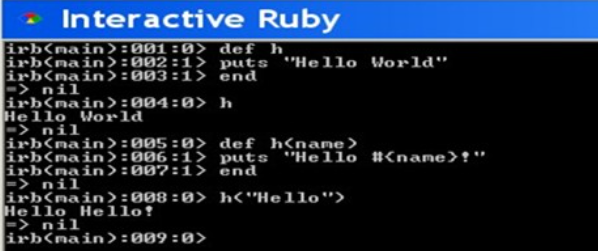 Interactive Ruby
irb(main):001:0> def h
irb(main):002:1> puts "Hello World"
irb(main):003:1> end
=> nil
irb(main):004:0> h
Hello World
=> nil
irb(main):005:0> def h(name)
irb(main):006:1> puts "Hello #{name}!"
irb(main):007:1> end
=> nil
irb(main):008:0> h("Hello")
Hello Hello!
=> nil
irb(main):009:0>